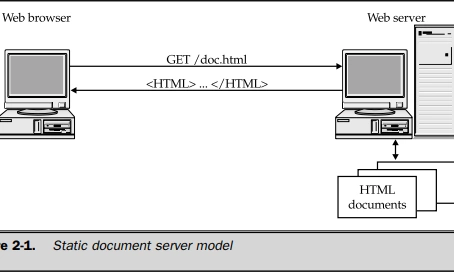 Web browser
Web server
GET /doc.html
<HTML> ... </HTML>
HTML
documents
e 2-1. Static document server model